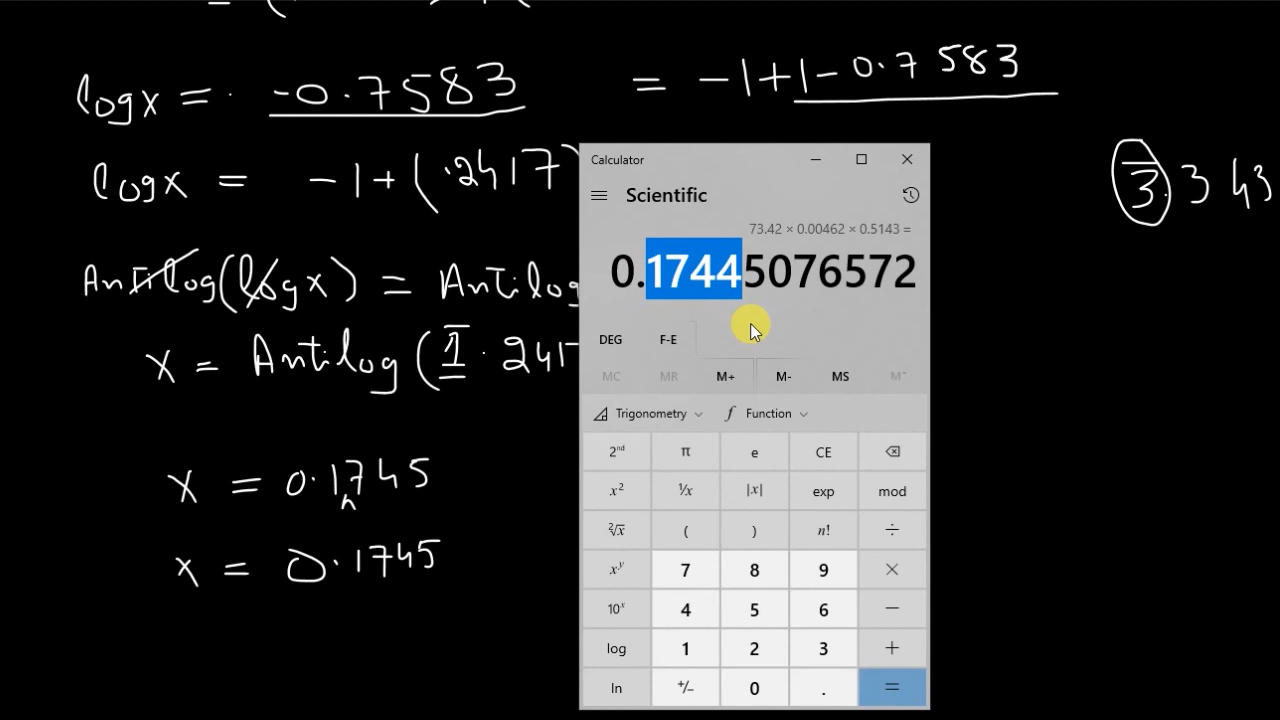 log x = -0.7583 = -1+1-0.7583
log x = -1+(.2417)
3̅.343
Antilog(log x) = Antilog
x = Antilog (1̅.241
x = 0.1745
x = 0.1745
Calculator
Scientific
73.42 × 0.00462 × 0.5143 =
0.17445076572
DEG F-E
MC MR M+ M- MS M˅
Trigonometry f Function
2nd π e CE
x² ¹/x |x| exp mod
²√x ( ) n! ÷
xʸ 7 8 9 ×
10ˣ 4 5 6 −
log 1 2 3 +
ln +/- 0 . =